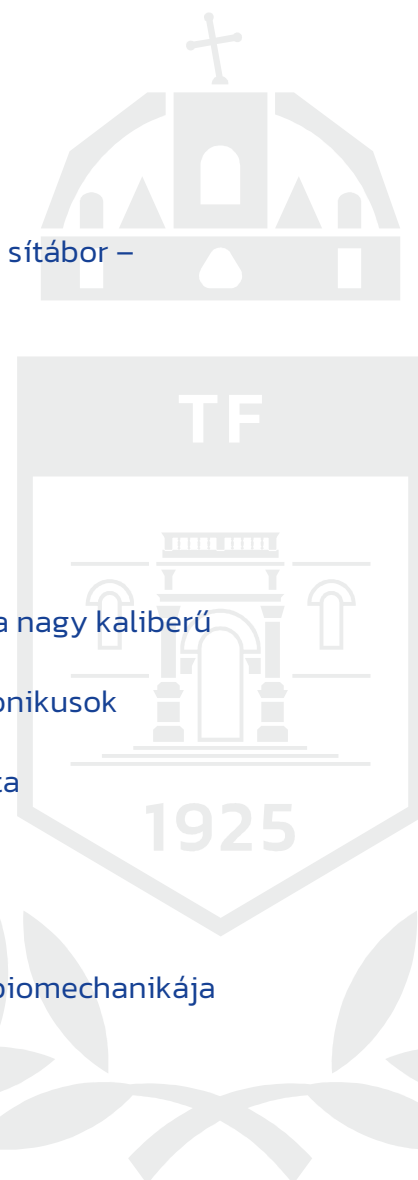 sítábor –
TF
a nagy kaliberű
onikusok
ta
1925
biomechanikája